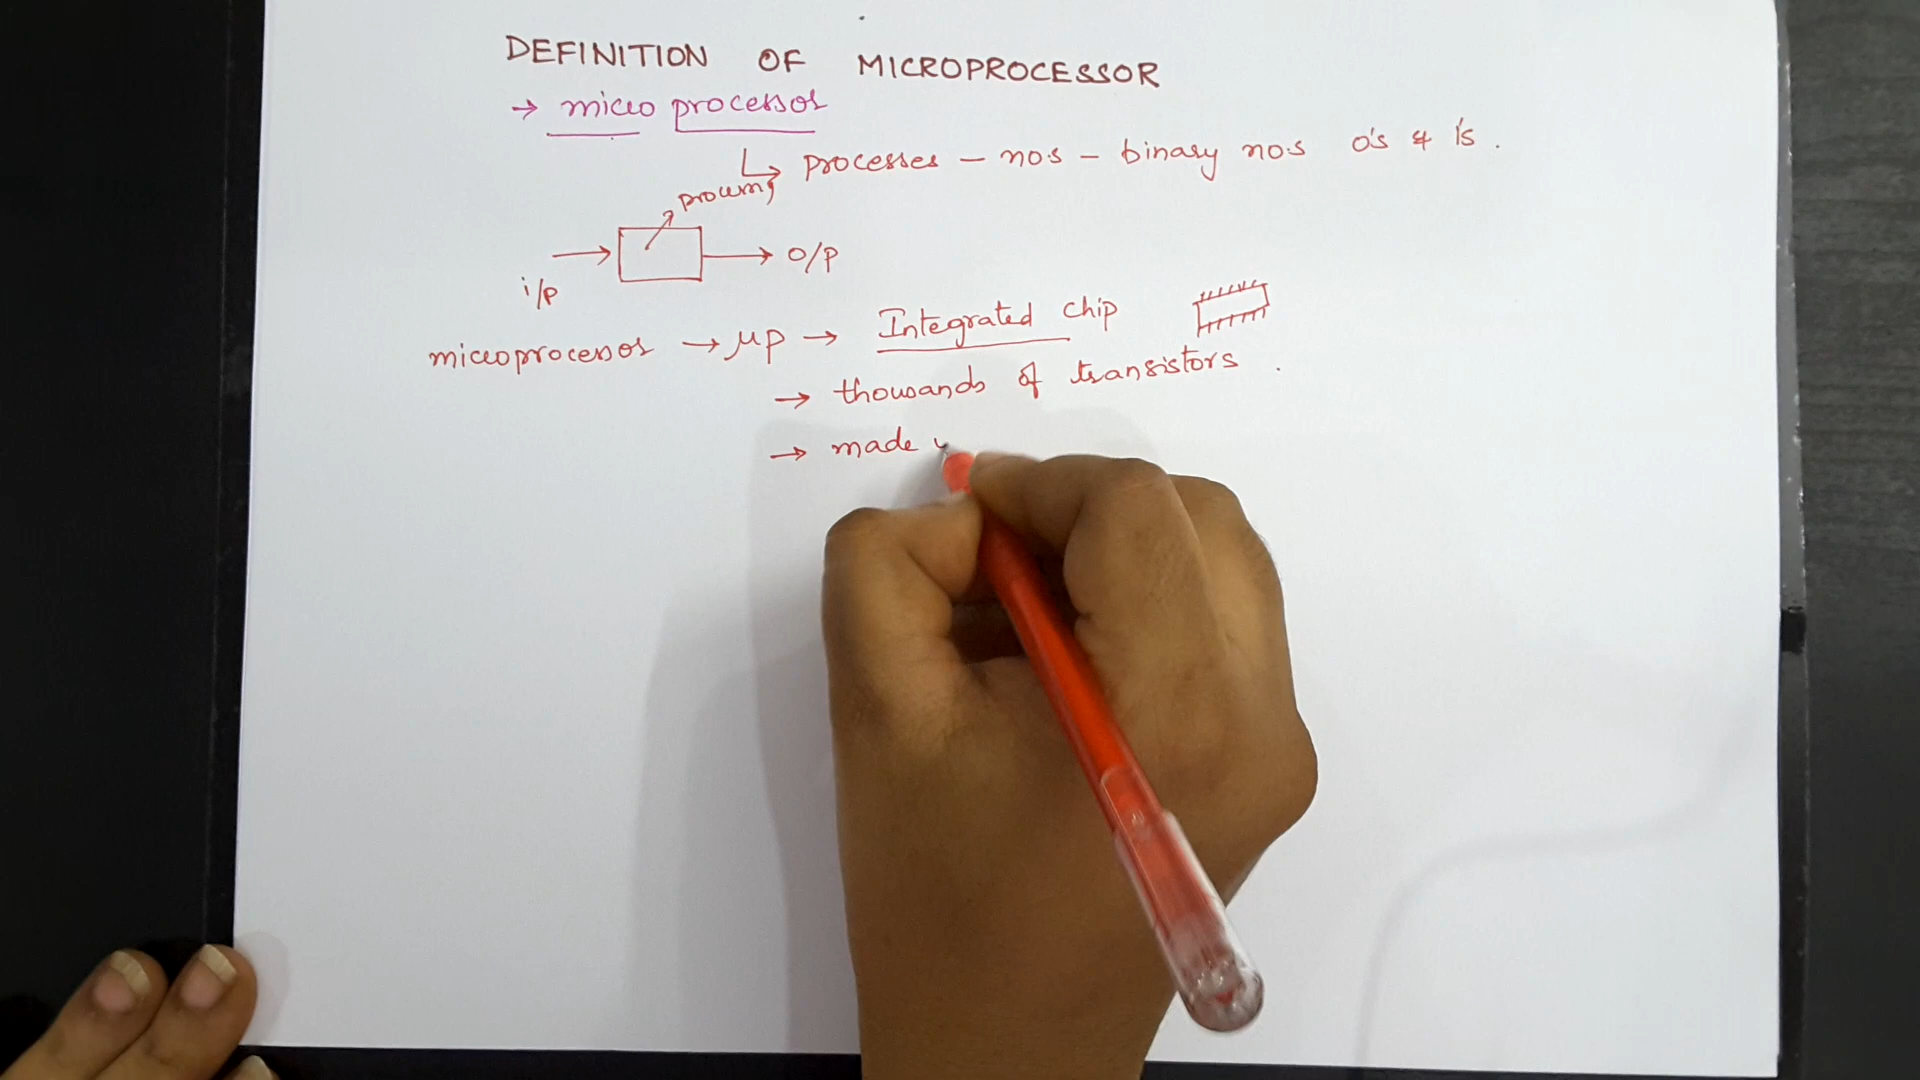 DEFINITION OF MICROPROCESSOR
→ micro processor
↳ processes – nos – binary nos 0's & 1's .
i/p → → o/p
microprocessor → μp → Integrated chip
→ thousands of transistors .
→ made